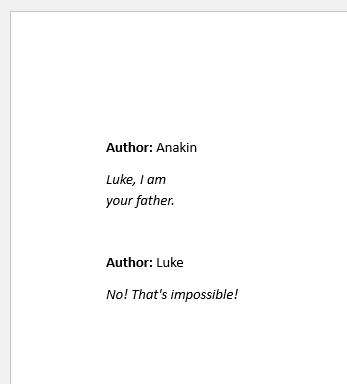 Author: Anakin
Luke, I am
your father.
Author: Luke
No! That's impossible!